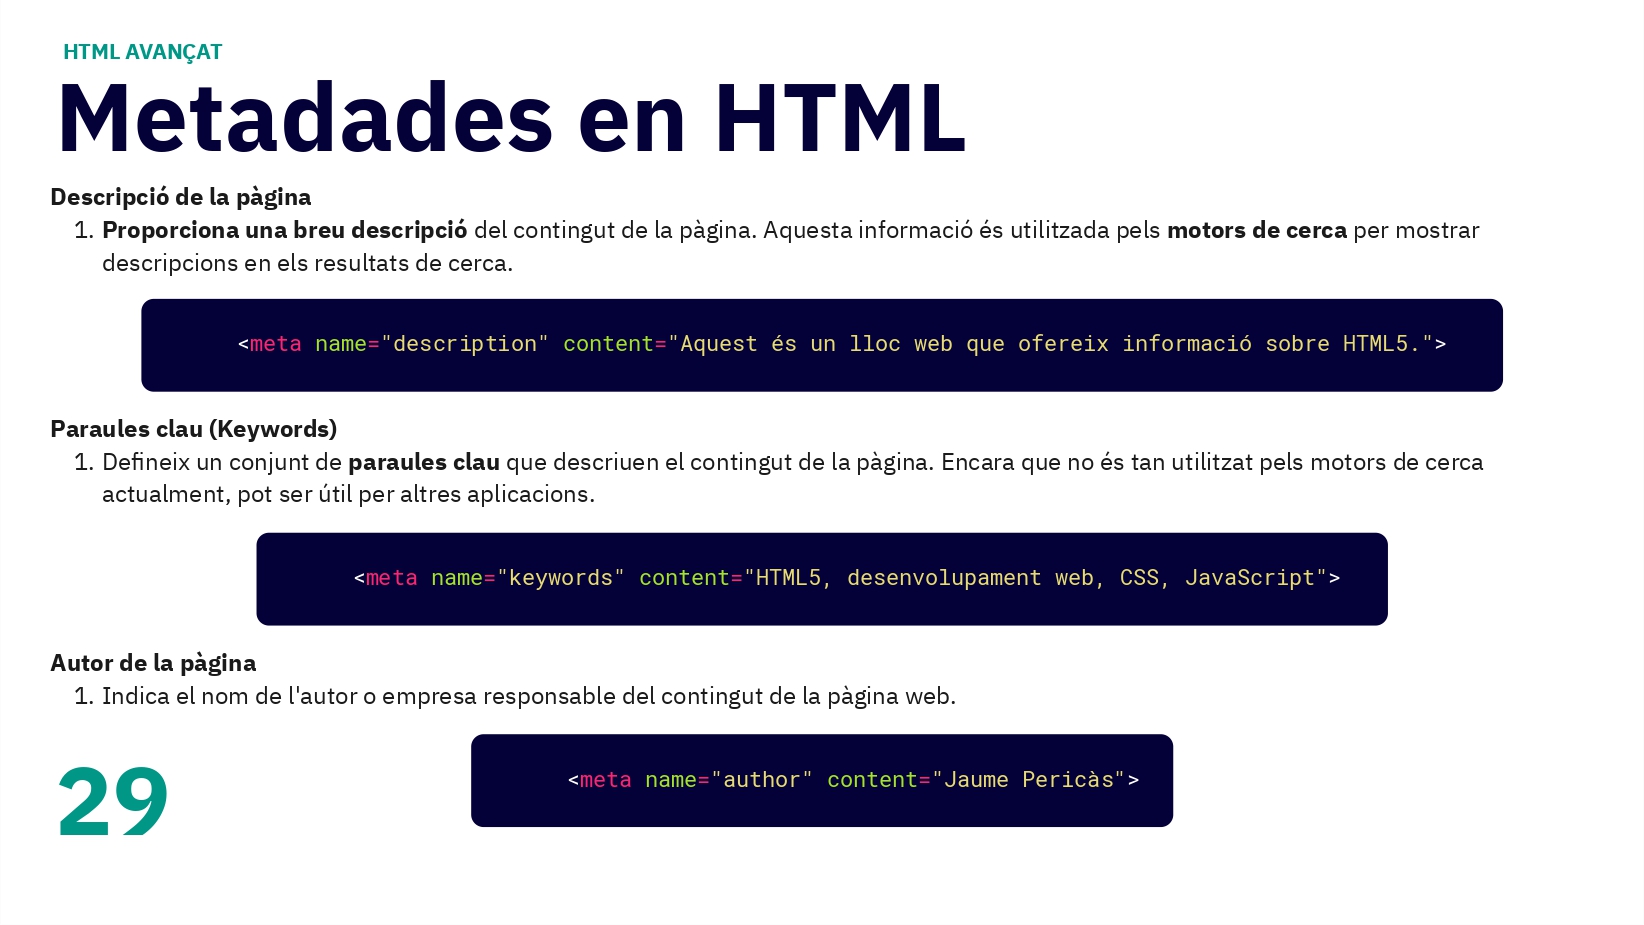 HTML AVANÇAT
Metadades en HTML
Descripció de la pàgina
1. Proporciona una breu descripció del contingut de la pàgina. Aquesta informació és utilitzada pels motors de cerca per mostrar
descripcions en els resultats de cerca.
<meta name="description" content="Aquest és un lloc web que ofereix informació sobre HTML5.">
Paraules clau (Keywords)
1. Defineix un conjunt de paraules clau que descriuen el contingut de la pàgina. Encara que no és tan utilitzat pels motors de cerca
actualment, pot ser útil per altres aplicacions.
<meta name="keywords" content="HTML5, desenvolupament web, CSS, JavaScript">
Autor de la pàgina
1. Indica el nom de l'autor o empresa responsable del contingut de la pàgina web.
<meta name="author" content="Jaume Pericàs">
29